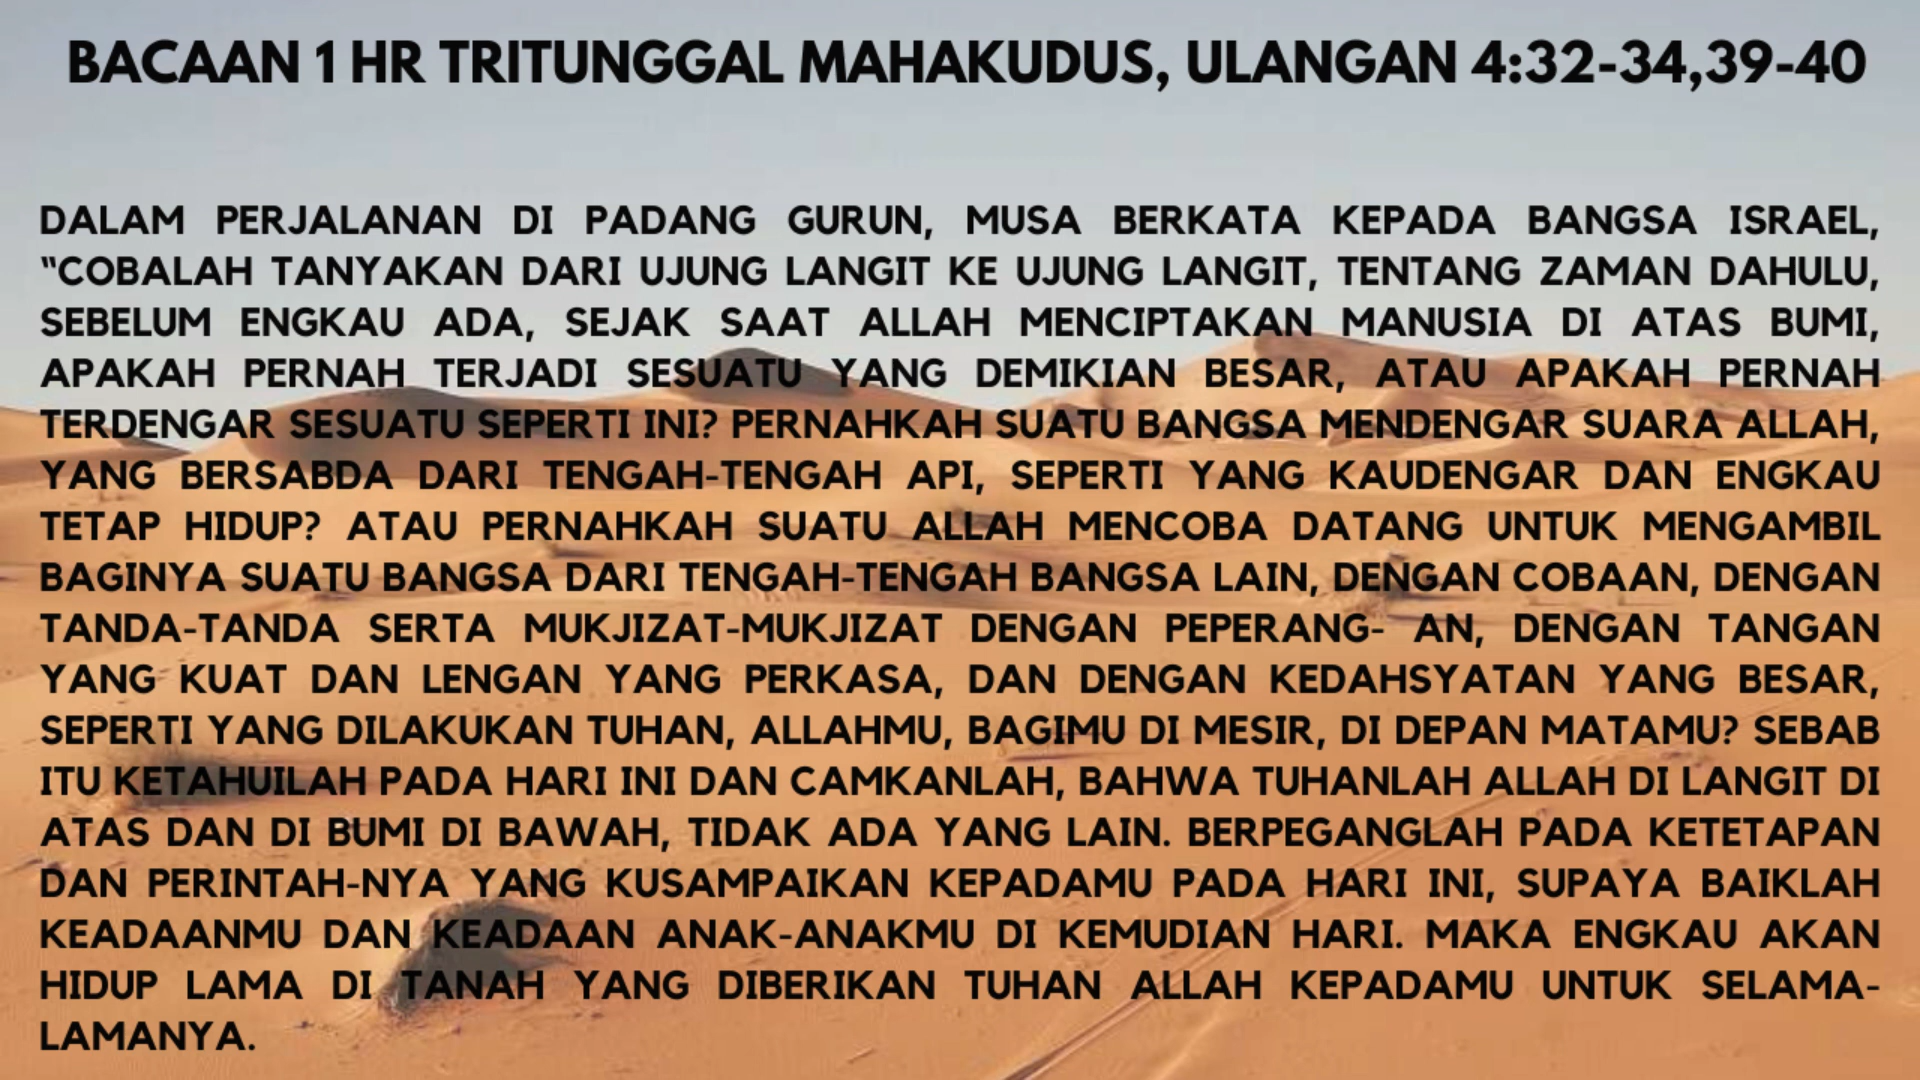 BACAAN 1 HR TRITUNGGAL MAHAKUDUS, ULANGAN 4:32-34,39-40
DALAM PERJALANAN DI PADANG GURUN, MUSA BERKATA KEPADA BANGSA ISRAEL,
“COBALAH TANYAKAN DARI UJUNG LANGIT KE UJUNG LANGIT, TENTANG ZAMAN DAHULU,
SEBELUM ENGKAU ADA, SEJAK SAAT ALLAH MENCIPTAKAN MANUSIA DI ATAS BUMI,
APAKAH PERNAH TERJADI SESUATU YANG DEMIKIAN BESAR, ATAU APAKAH PERNAH
TERDENGAR SESUATU SEPERTI INI? PERNAHKAH SUATU BANGSA MENDENGAR SUARA ALLAH,
YANG BERSABDA DARI TENGAH-TENGAH API, SEPERTI YANG KAUDENGAR DAN ENGKAU
TETAP HIDUP? ATAU PERNAHKAH SUATU ALLAH MENCOBA DATANG UNTUK MENGAMBIL
BAGINYA SUATU BANGSA DARI TENGAH-TENGAH BANGSA LAIN, DENGAN COBAAN, DENGAN
TANDA-TANDA SERTA MUKJIZAT-MUKJIZAT DENGAN PEPERANG- AN, DENGAN TANGAN
YANG KUAT DAN LENGAN YANG PERKASA, DAN DENGAN KEDAHSYATAN YANG BESAR,
SEPERTI YANG DILAKUKAN TUHAN, ALLAHMU, BAGIMU DI MESIR, DI DEPAN MATAMU? SEBAB
ITU KETAHUILAH PADA HARI INI DAN CAMKANLAH, BAHWA TUHANLAH ALLAH DI LANGIT DI
ATAS DAN DI BUMI DI BAWAH, TIDAK ADA YANG LAIN. BERPEGANGLAH PADA KETETAPAN
DAN PERINTAH-NYA YANG KUSAMPAIKAN KEPADAMU PADA HARI INI, SUPAYA BAIKLAH
KEADAANMU DAN KEADAAN ANAK-ANAKMU DI KEMUDIAN HARI. MAKA ENGKAU AKAN
HIDUP LAMA DI TANAH YANG DIBERIKAN TUHAN ALLAH KEPADAMU UNTUK SELAMA-
LAMANYA.